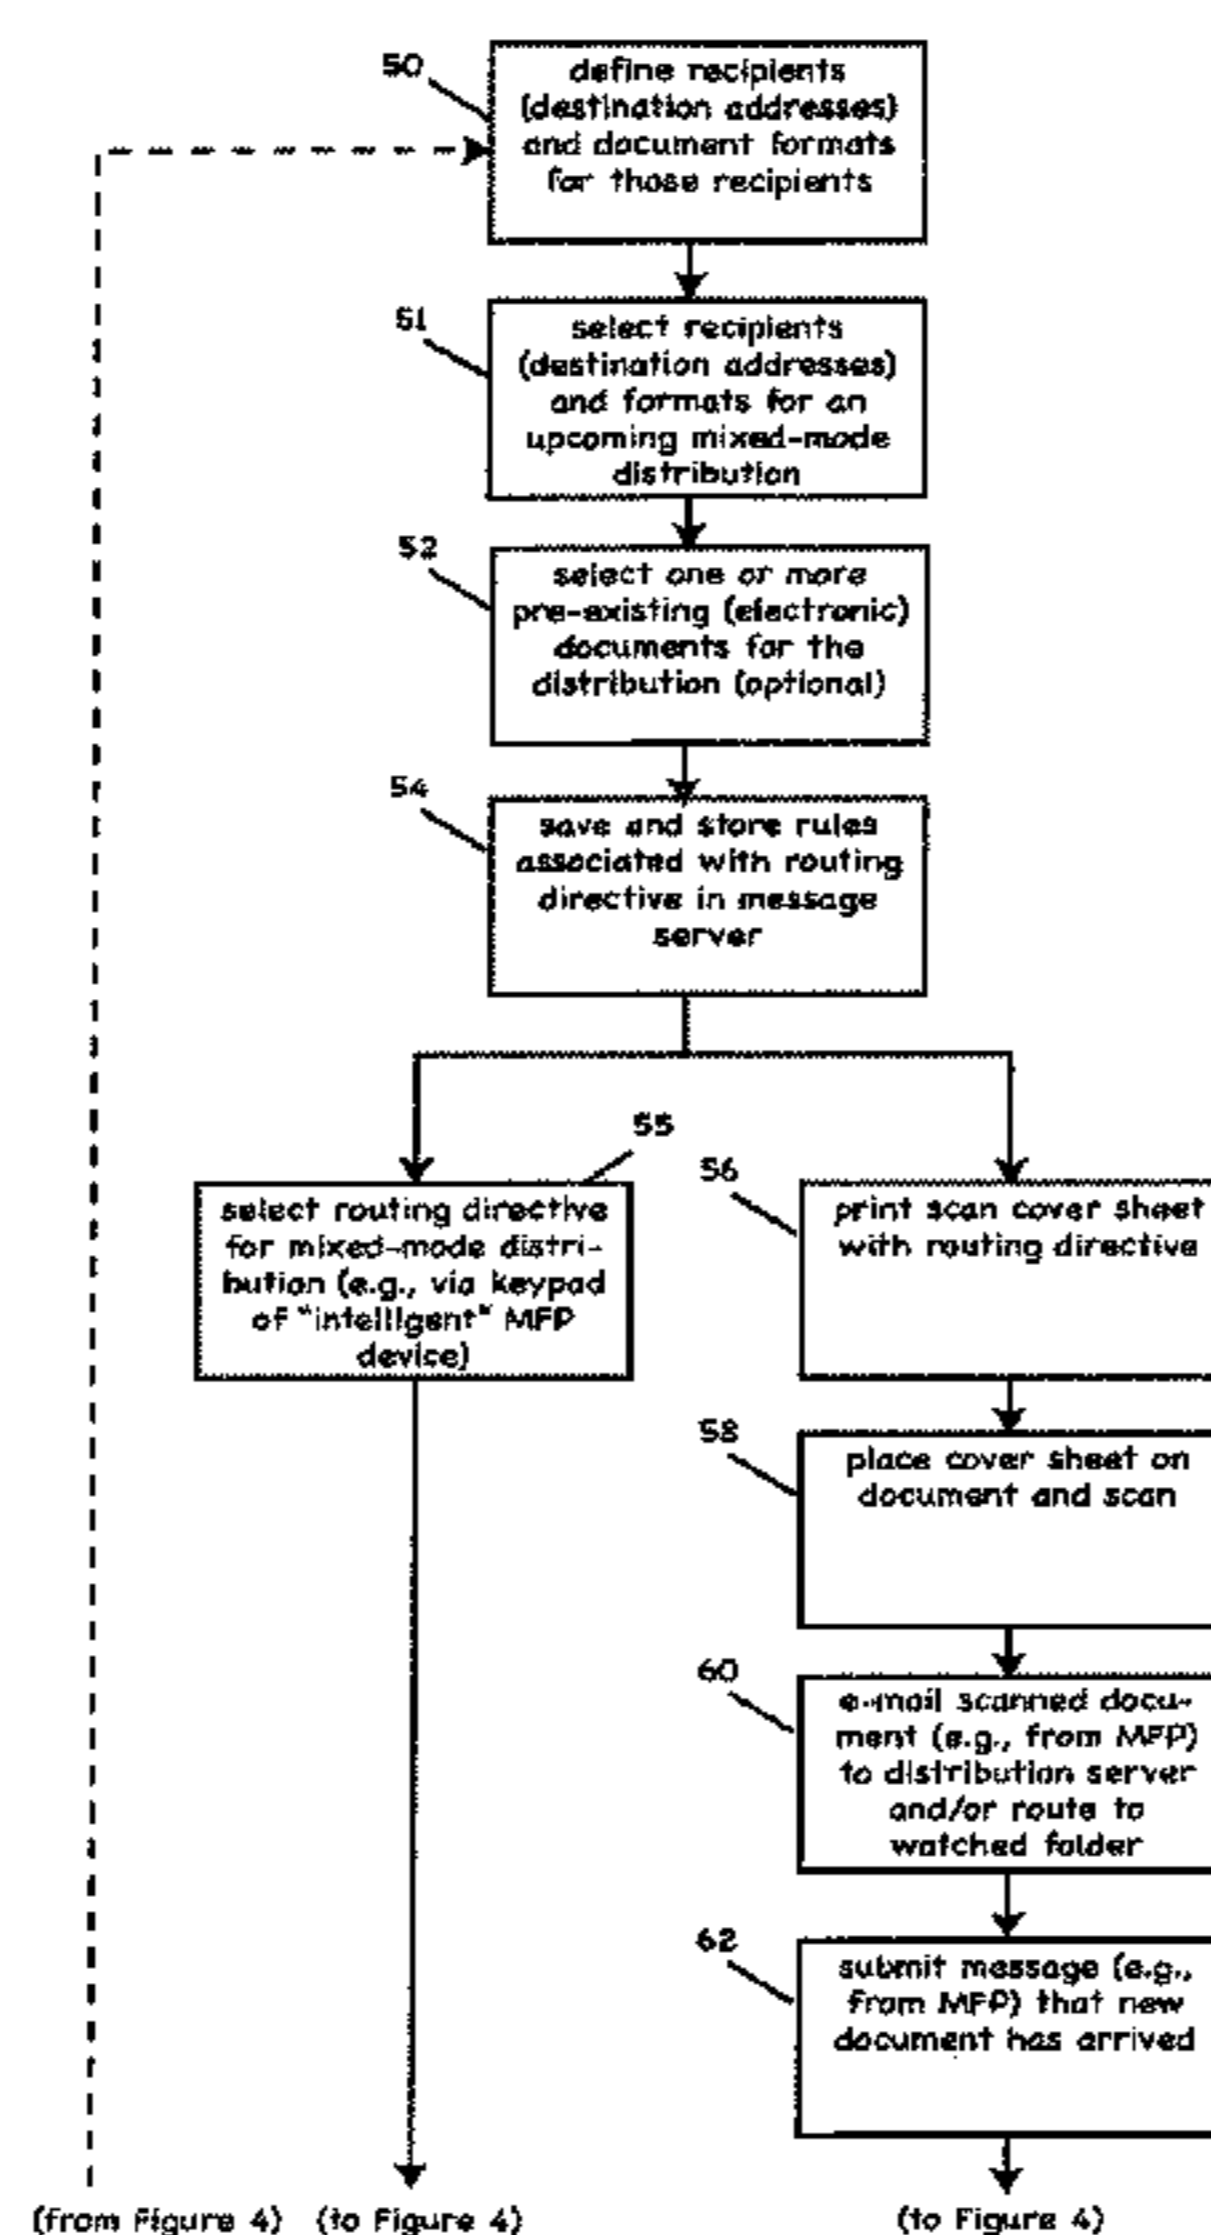 50
define recipients
(destination addresses)
and document formats
for those recipients
51
select recipients
(destination addresses)
and formats for an
upcoming mixed-mode
distribution
52
select one or more
pre-existing (electronic)
documents for the
distribution (optional)
54
save and store rules
associated with routing
directive in message
server
55
select routing directive
for mixed-mode distri-
bution (e.g., via keypad
of "intelligent" MFP
device)
56
print scan cover sheet
with routing directive
58
place cover sheet on
document and scan
60
e-mail scanned docu-
ment (e.g., from MFP)
to distribution server
and/or route to
watched folder
62
submit message (e.g.,
from MFP) that new
document has arrived
(from Figure 4)
(to Figure 4)
(to Figure 4)